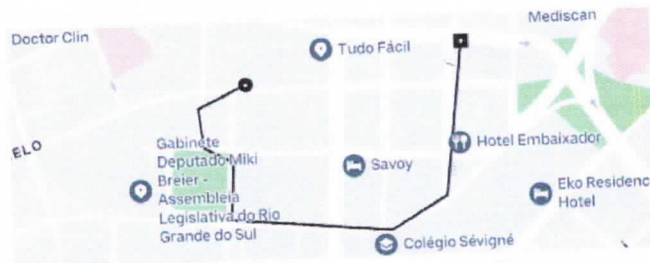 Mediscan
Doctor Clin
Tudo Fácil
ELO
Gabinete
Deputado Miki
Breier -
Assembleia
Legislativa do Rio
Grande do Sul
Hotel Embaixador
Savoy
Eko Residenc
Hotel
Colégio Sévigné